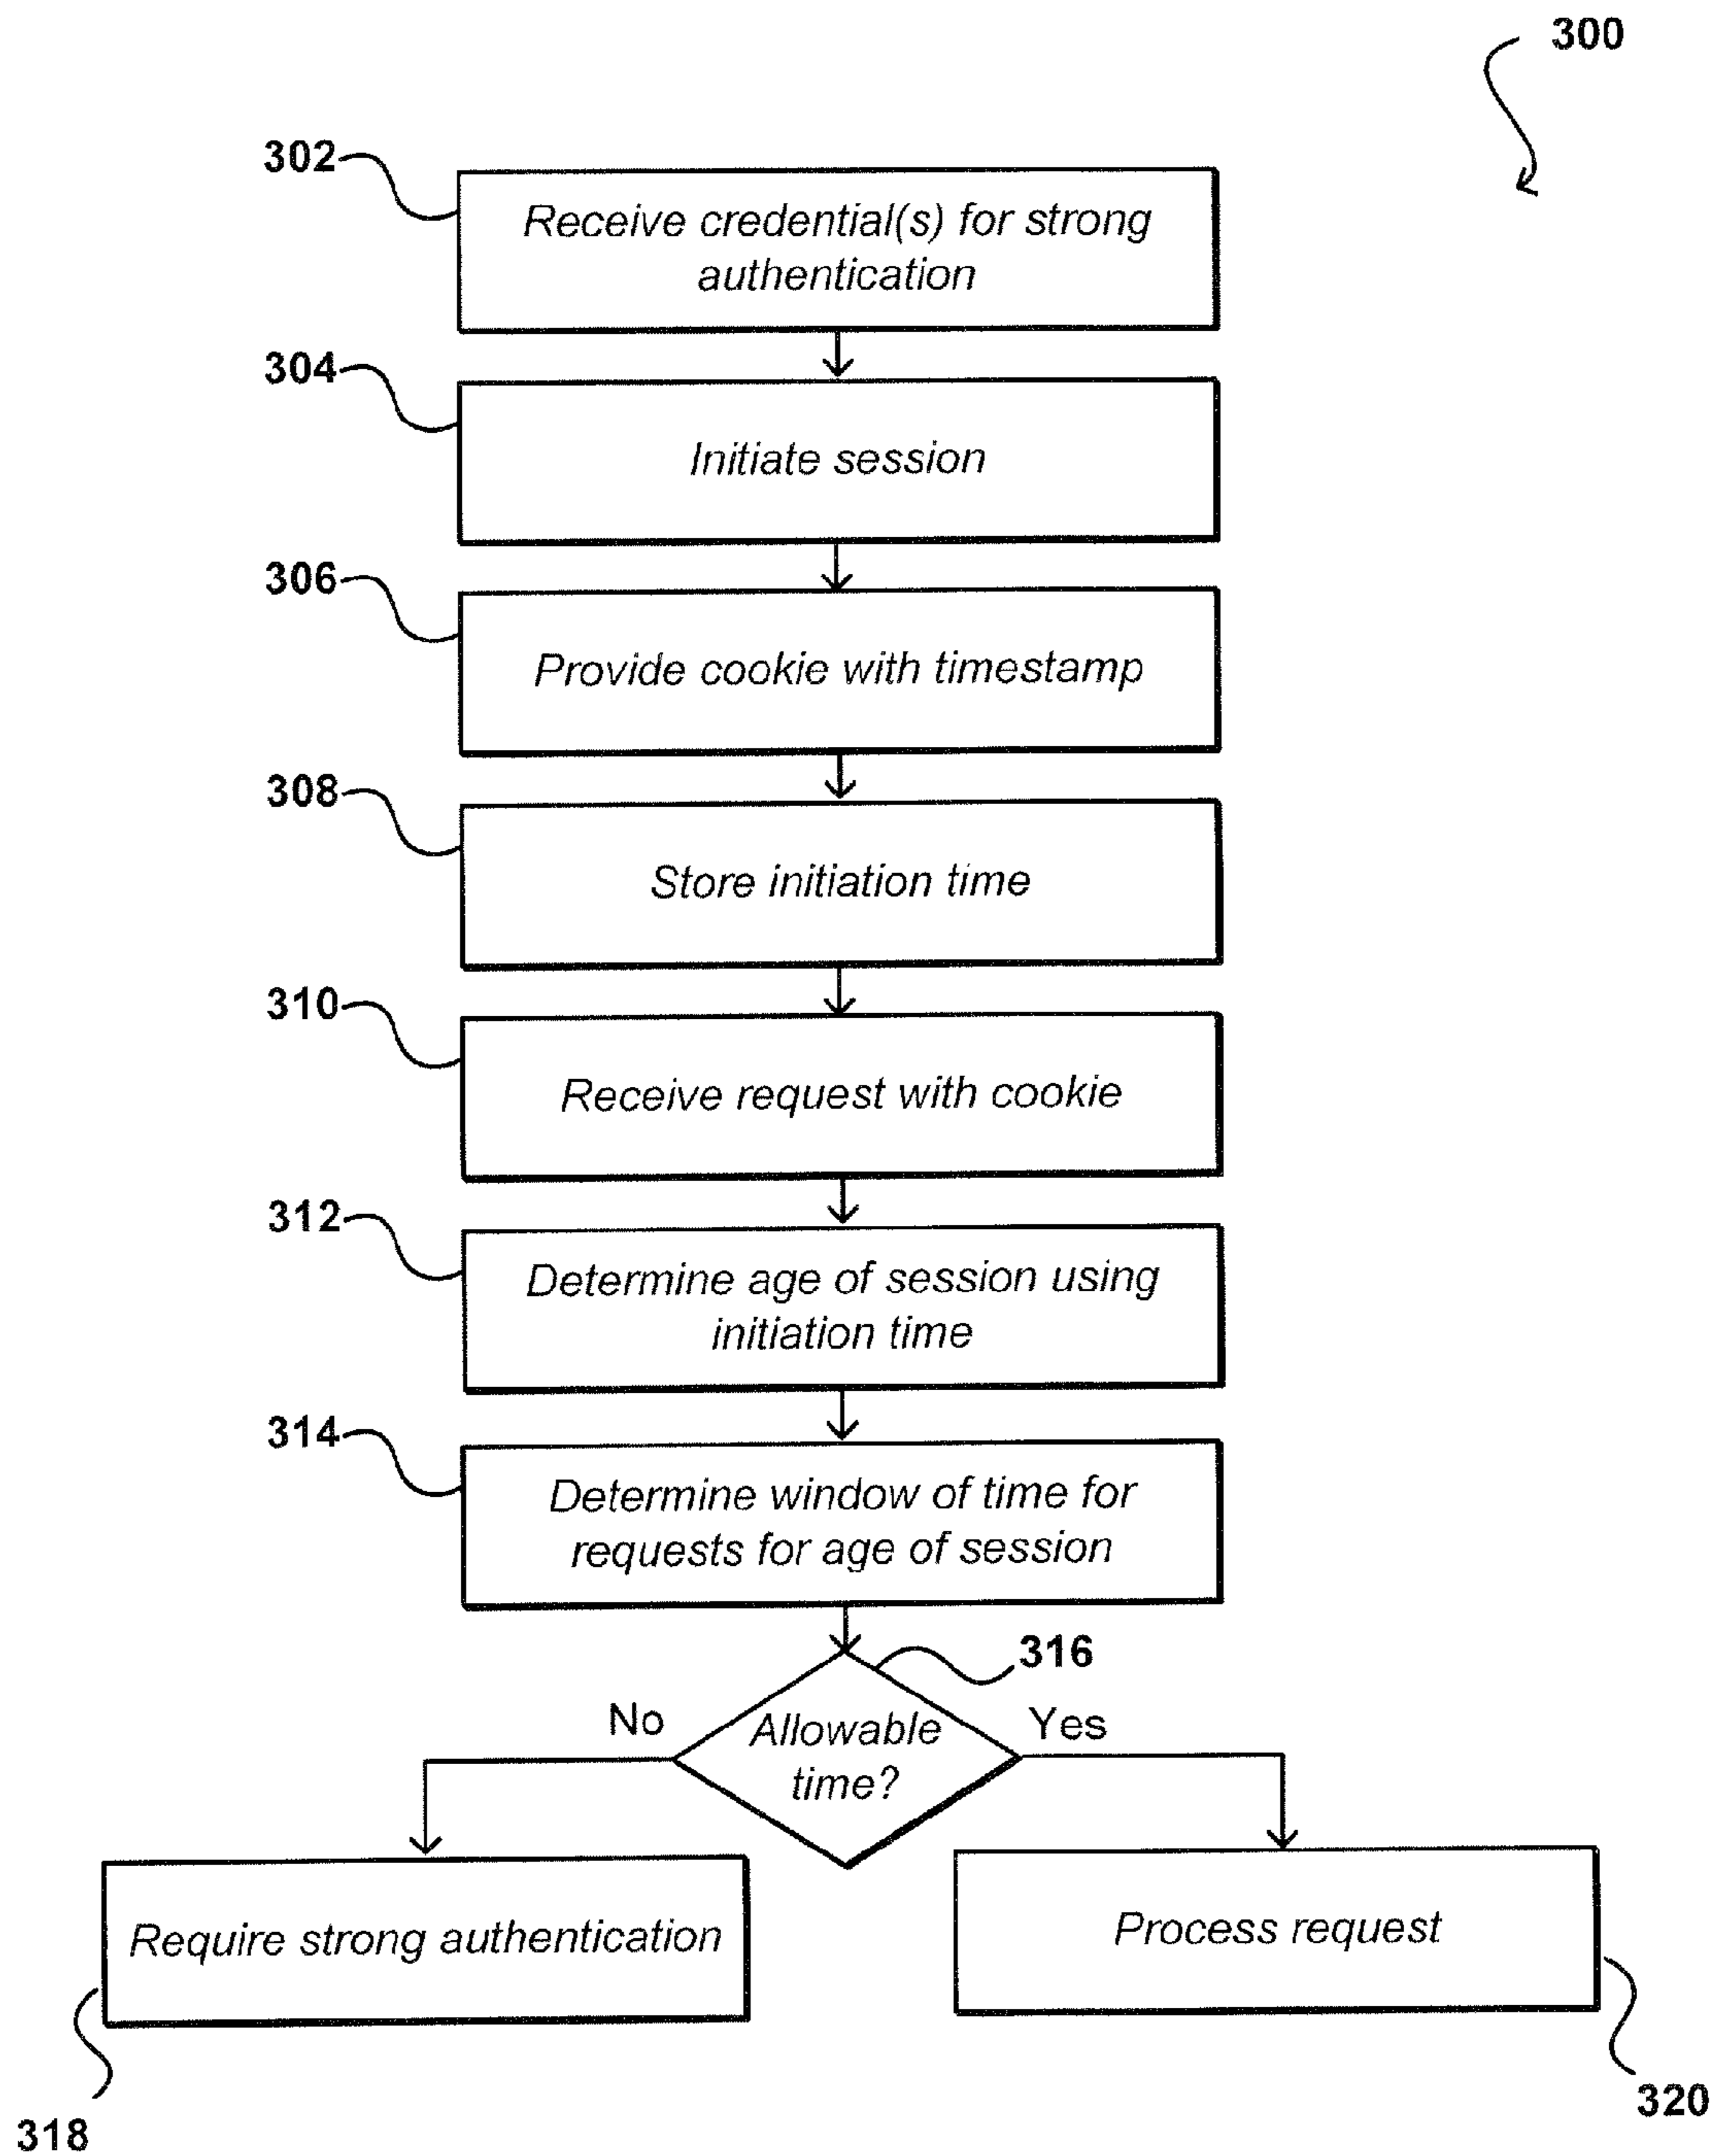 300
302
Receive credential(s) for strong
authentication
304
Initiate session
306
Provide cookie with timestamp
308
Store initiation time
310
Receive request with cookie
312
Determine age of session using
initiation time
314
Determine window of time for
requests for age of session
316
No
Allowable
time?
Yes
Require strong authentication
Process request
318
320